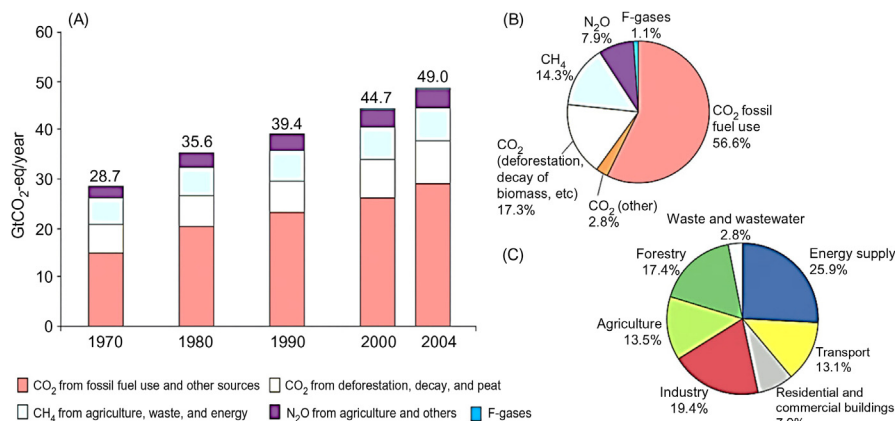 (A)
GtCO2-eq/year
60
50
40
30
20
10
0
28.7
35.6
39.4
44.7
49.0
1970
1980
1990
2000
2004
CO2 from fossil fuel use and other sources
CO2 from deforestation, decay, and peat
CH4 from agriculture, waste, and energy
N2O from agriculture and others
F-gases
(B)
F-gases
1.1%
N2O
7.9%
CH4
14.3%
CO2
(deforestation,
decay of
biomass, etc)
17.3%
CO2 (other)
2.8%
CO2 fossil
fuel use
56.6%
(C)
Waste and wastewater
2.8%
Forestry
17.4%
Agriculture
13.5%
Industry
19.4%
Energy supply
25.9%
Transport
13.1%
Residential and
commercial buildings